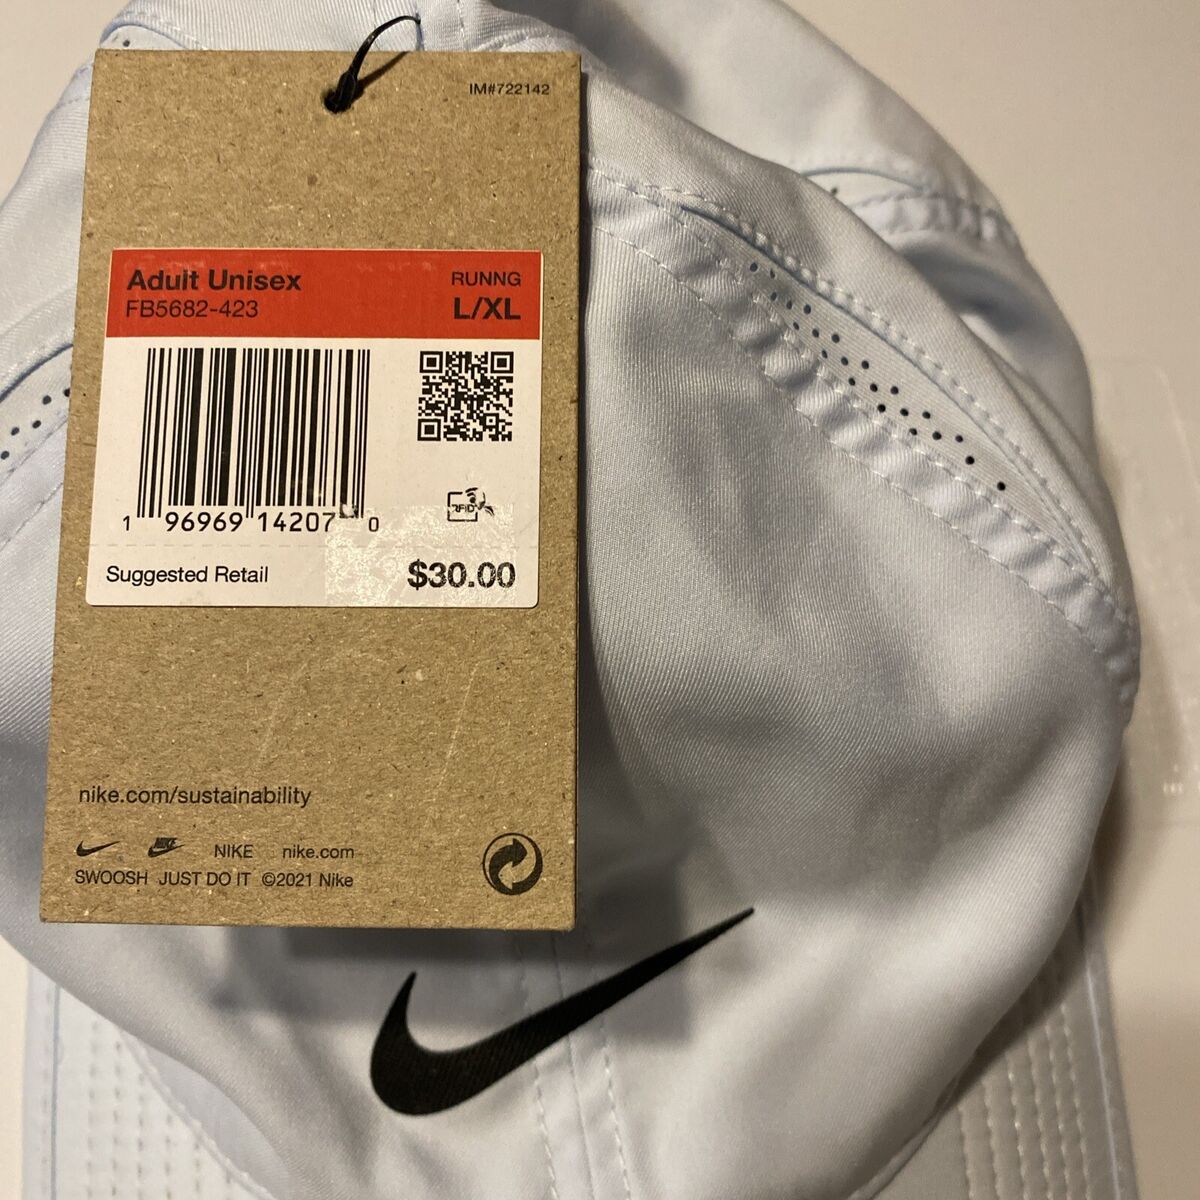 IM#722142
Adult Unisex RUNNG
FB5682-423 L/XL
RFID
1 96969 14207 0
Suggested Retail $30.00
nike.com/sustainability
NIKE NIKE nike.com
SWOOSH JUST DO IT ©2021 Nike